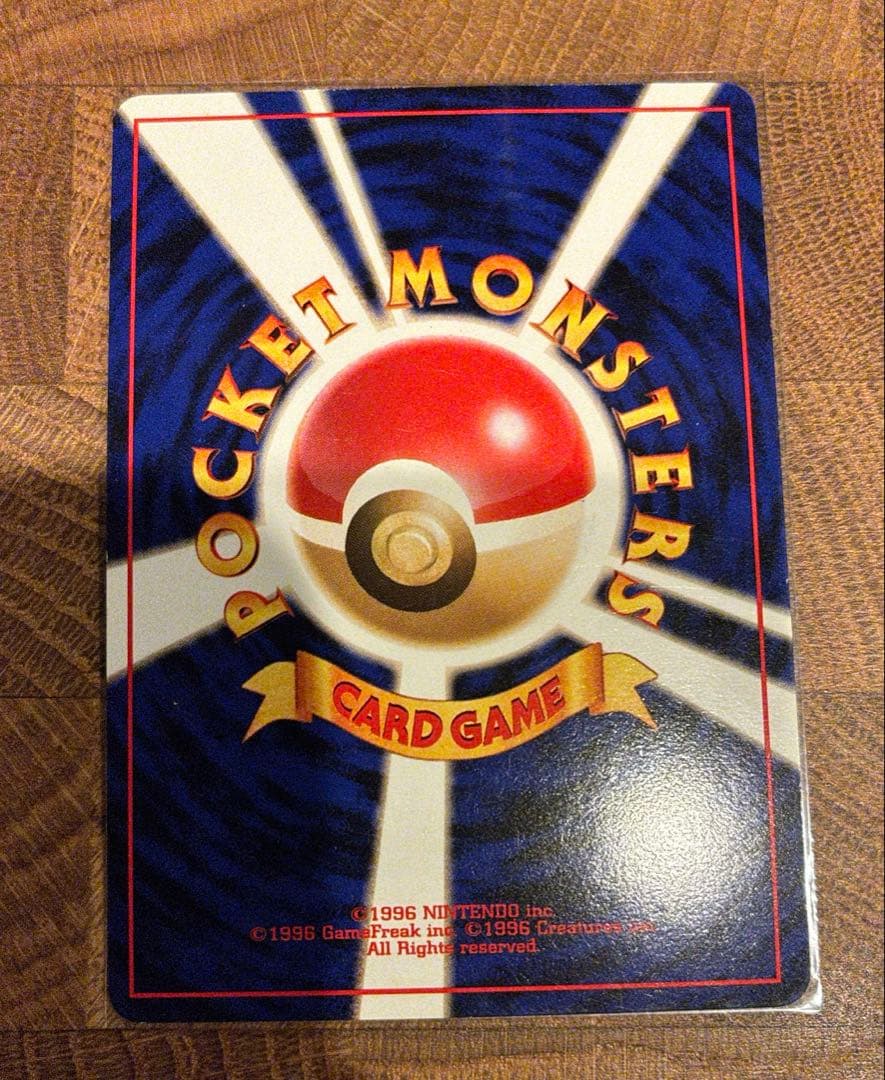 POCKET MONSTERS
CARD GAME
©1996 NINTENDO inc.
©1996 GameFreak inc. ©1996 Creatures inc.
All Rights reserved.